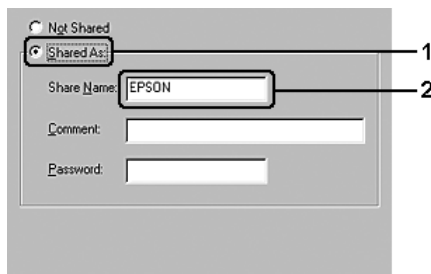 Not Shared
Shared As: 1
Share Name: EPSON 2
Comment:
Password: